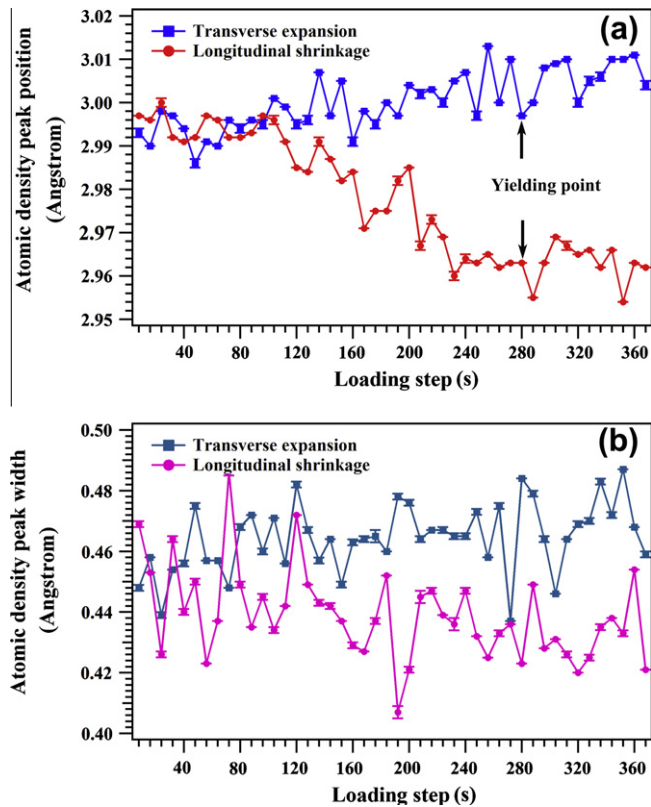 (a)
Transverse expansion
Longitudinal shrinkage
3.02
3.01
3.00
2.99
2.98
2.97
2.96
2.95
Atomic density peak position
(Angstrom)
Yielding point
40 80 120 160 200 240 280 320 360
Loading step (s)
(b)
Transverse expansion
Longitudinal shrinkage
0.50
0.48
0.46
0.44
0.42
0.40
Atomic density peak width
(Angstrom)
40 80 120 160 200 240 280 320 360
Loading step (s)